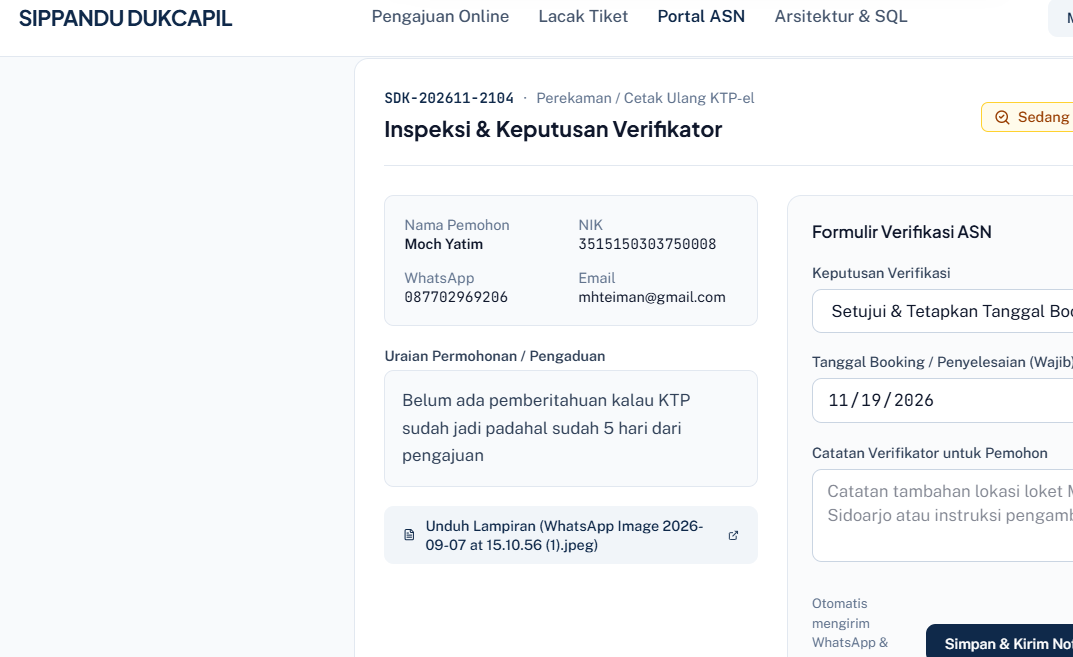 SIPPANDU DUKCAPIL
Pengajuan Online Lacak Tiket Portal ASN Arsitektur & SQL
SDK-202611-2104 · Perekaman / Cetak Ulang KTP-el
Inspeksi & Keputusan Verifikator
Sedang
Nama Pemohon
Moch Yatim
NIK
3515150303750008
WhatsApp
087702969206
Email
mhteiman@gmail.com
Uraian Permohonan / Pengaduan
Belum ada pemberitahuan kalau KTP
sudah jadi padahal sudah 5 hari dari
pengajuan
Unduh Lampiran (WhatsApp Image 2026-
09-07 at 15.10.56 (1).jpeg)
Formulir Verifikasi ASN
Keputusan Verifikasi
Setujui & Tetapkan Tanggal
Tanggal Booking / Penyelesaian (Wajib)
11/19/2026
Catatan Verifikator untuk Pemohon
Catatan tambahan lokasi loket
Sidoarjo atau instruksi
Otomatis
mengirim
WhatsApp &
Simpan & Kirim